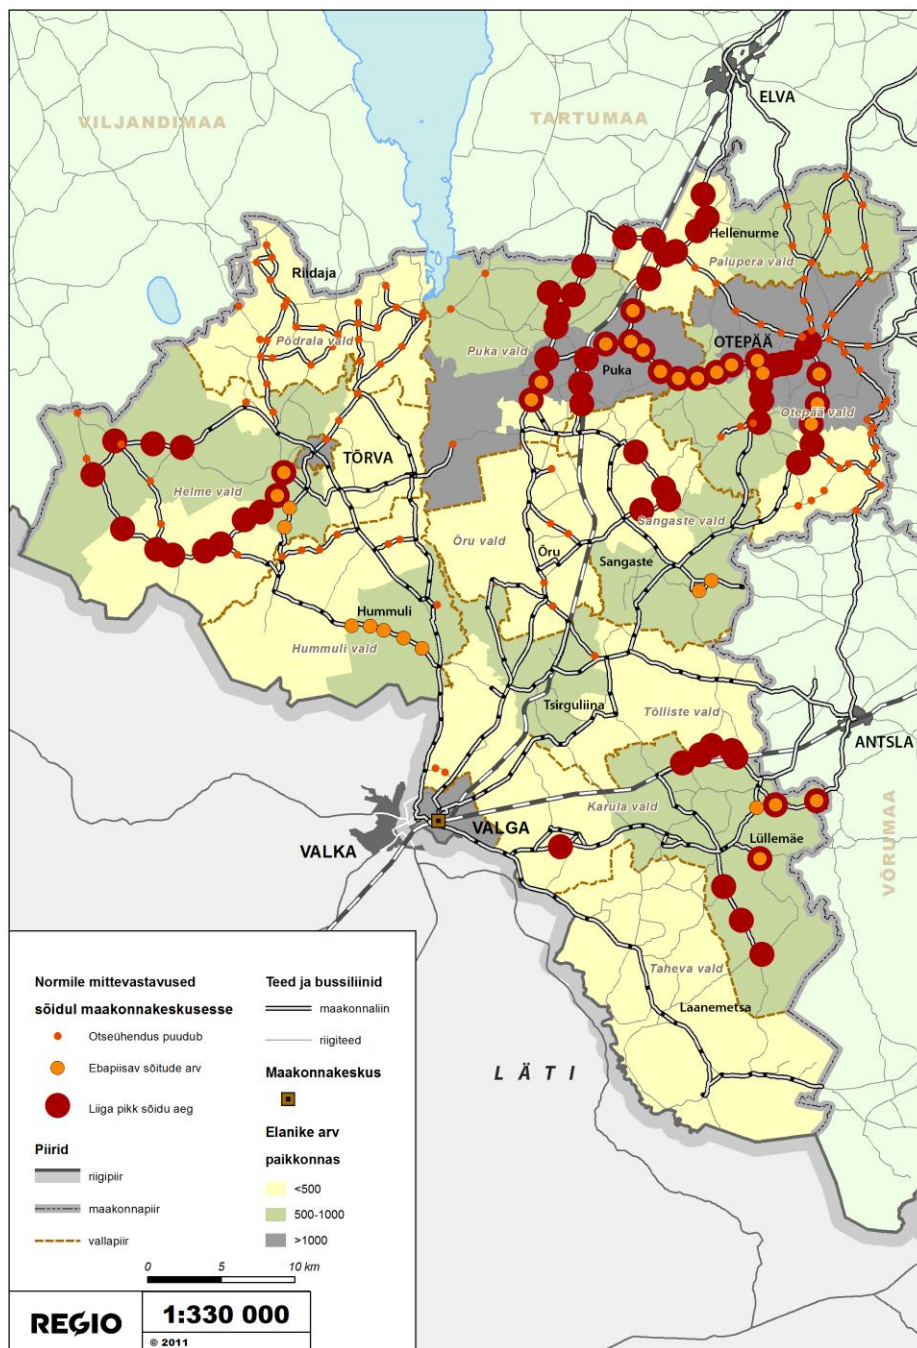 ELVA
VILJANDIMAA
TARTUMAA
Hellenurme
Palupera vald
Riidaja
Põdrala vald
Puka vald
OTEPÄÄ
Puka
Otepää vald
TÕRVA
Helme vald
Sangaste vald
Õru vald
Õru
Sangaste
Hummuli
Hummuli vald
Tsirguliina
Tõlliste vald
ANTSLA
Karula vald
VALGA
VALKA
Lüllemäe
VÕRUMAA
Taheva vald
Laanemetsa
LÄTI
Normile mittevastavused
sõidul maakonnakeskusesse
Otseühendus puudub
Ebapiisav sõitude arv
Liiga pikk sõidu aeg
Piirid
riigipiir
maakonnapiir
vallapiir
Teed ja bussiliinid
maakonnaliin
riigiteed
Maakonnakeskus
Elanike arv
paikkonnas
<500
500-1000
>1000
0 5 10 km
REGIO
1:330 000
© 2011